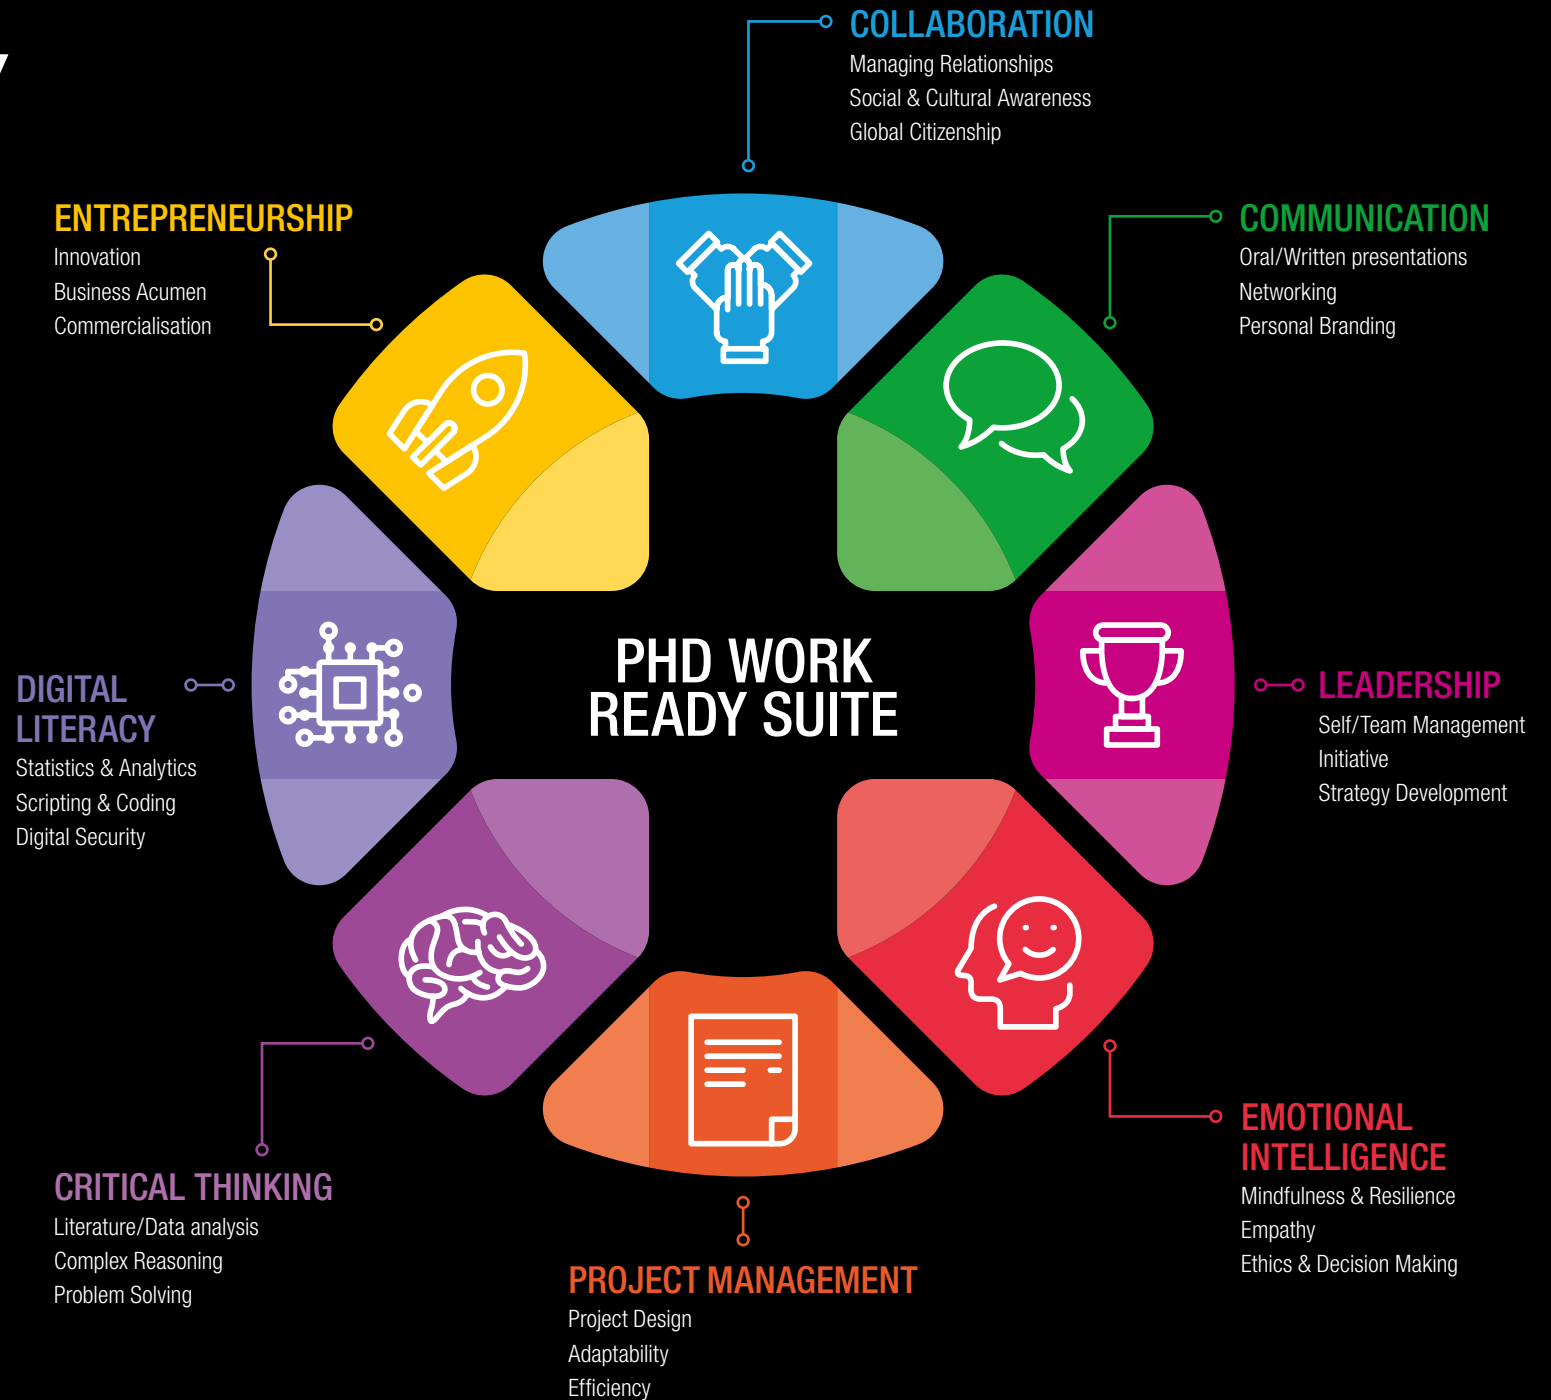 COLLABORATION
Managing Relationships
Social & Cultural Awareness
Global Citizenship
ENTREPRENEURSHIP
Innovation
Business Acumen
Commercialisation
COMMUNICATION
Oral/Written presentations
Networking
Personal Branding
PHD WORK
READY SUITE
DIGITAL
LITERACY
Statistics & Analytics
Scripting & Coding
Digital Security
LEADERSHIP
Self/Team Management
Initiative
Strategy Development
CRITICAL THINKING
Literature/Data analysis
Complex Reasoning
Problem Solving
EMOTIONAL
INTELLIGENCE
Mindfulness & Resilience
Empathy
Ethics & Decision Making
PROJECT MANAGEMENT
Project Design
Adaptability
Efficiency